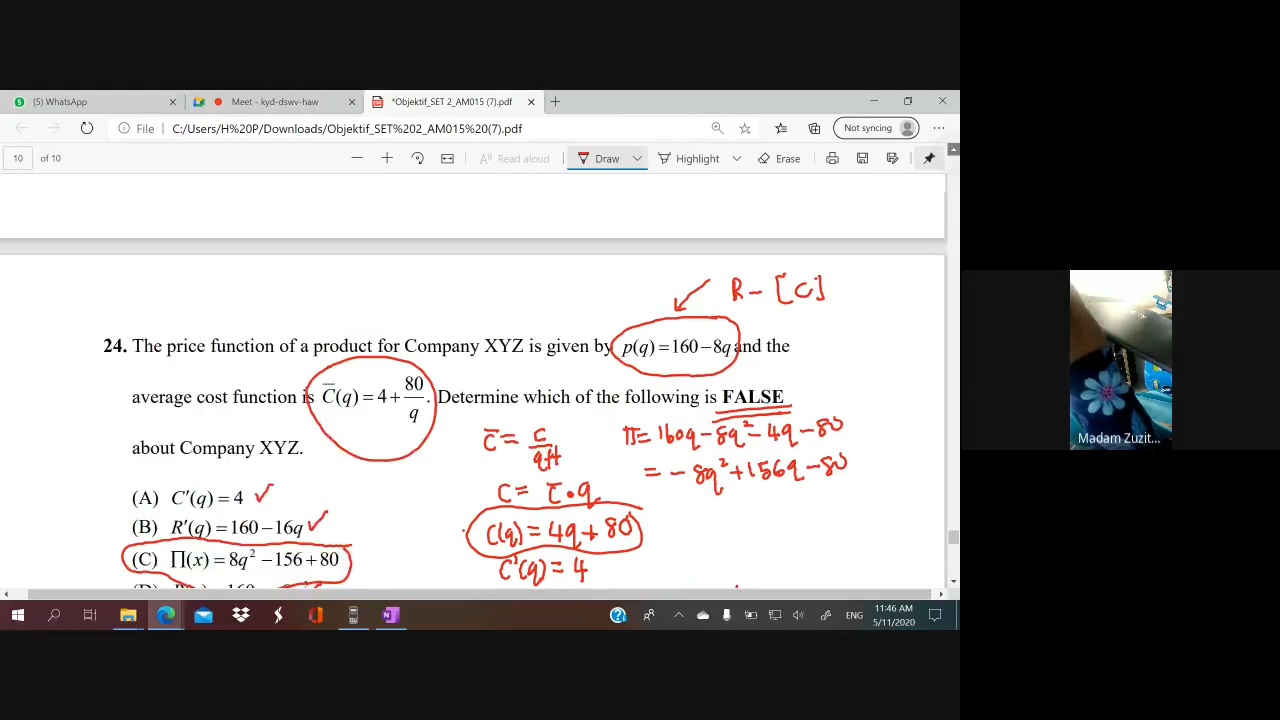 (5) WhatsApp
Meet - kyd-dswv-haw
*Objektif_SET 2_AM015 (7).pdf
File
C:/Users/H%20P/Downloads/Objektif_SET%202_AM015%20(7).pdf
Not syncing
10 of 10
Read aloud
Draw
Highlight
Erase
R - [C]
24. The price function of a product for Company XYZ is given by p(q) = 160 − 8q and the
average cost function is C̅(q) = 4 + 80/q. Determine which of the following is FALSE
about Company XYZ.
π = 160q - 8q² - 4q - 80
= - 8q² + 156q - 80
C̅ = C/qft
C = C̅ • q
C(q) = 4q + 80
C'(q) = 4
(A) C′(q) = 4 ✓
(B) R′(q) = 160 − 16q ✓
(C) ∏(x) = 8q² − 156 + 80
Madam Zuzit...
ENG
11:46 AM
5/11/2020